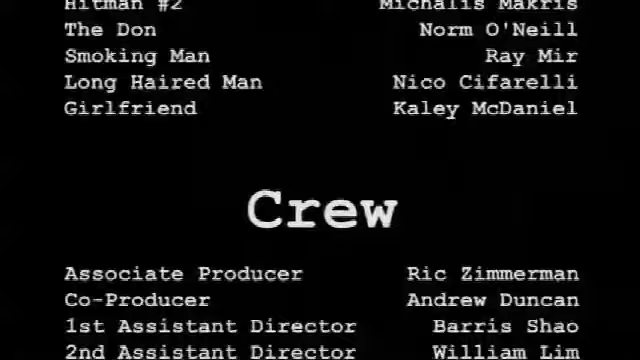 Hitman #2 Michalis Makris
The Don Norm O'Neill
Smoking Man Ray Mir
Long Haired Man Nico Cifarelli
Girlfriend Kaley McDaniel
Crew
Associate Producer Ric Zimmerman
Co-Producer Andrew Duncan
1st Assistant Director Barris Shao
2nd Assistant Director William Lim